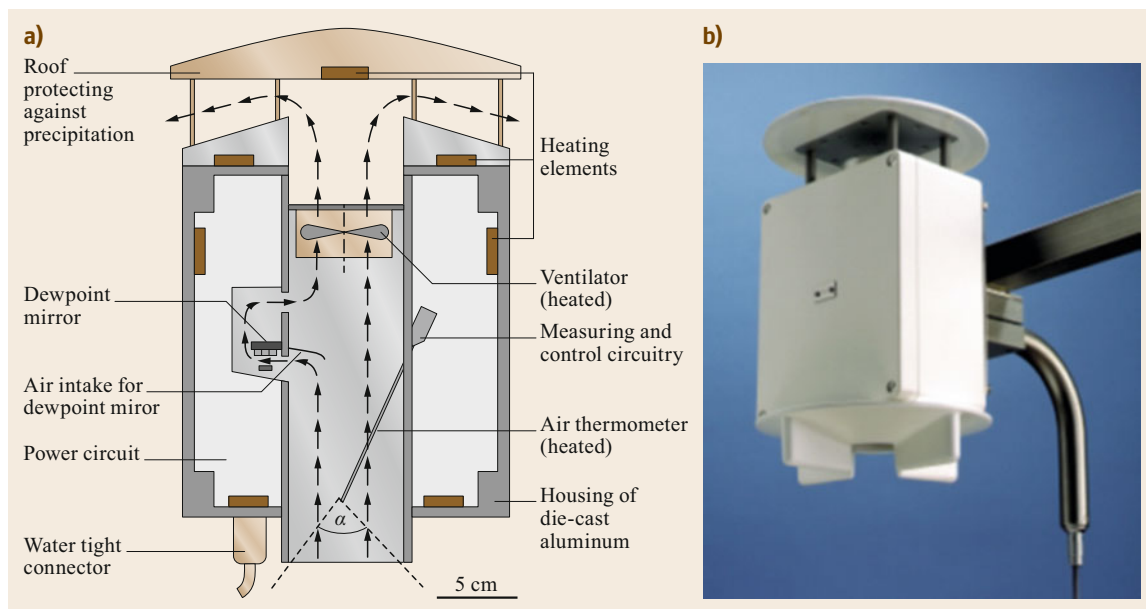 a)
Roof
protecting
against
precipitation
Dewpoint
mirror
Air intake for
dewpoint miror
Power circuit
Water tight
connector
Heating
elements
Ventilator
(heated)
Measuring and
control circuitry
Air thermometer
(heated)
Housing of
die-cast
aluminum
α
5 cm
b)